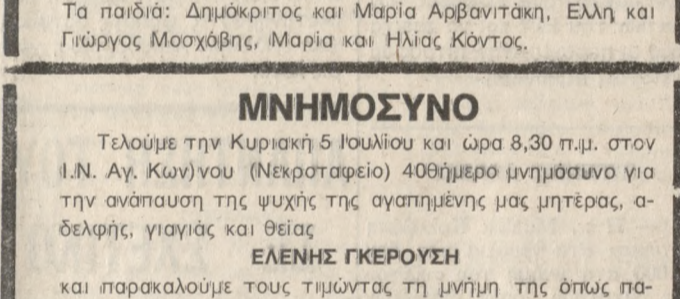 Τα παιδιά: Δημόκριτος και Μαρία Αρβανιτάκη, Ελλη και
Γιώργος Μοσχόβης, Μαρία και Ηλίας Κόντος.
ΜΝΗΜΟΣΥΝΟ
Τελούμε την Κυριακή 5 Ιουλίου και ώρα 8,30 π.μ. στον
Ι.Ν. Αγ. Κων)νου (Νεκροταφείο) 40θήμερο μνημόσυνο για
την ανάπαυση της ψυχής της αγαπημένης μας μητέρας, α-
δελφής, γιαγιάς και θείας
ΕΛΕΝΗΣ ΓΚΕΡΟΥΣΗ
και παρακαλούμε τους τιμώντας τη μνήμη της όπως πα-